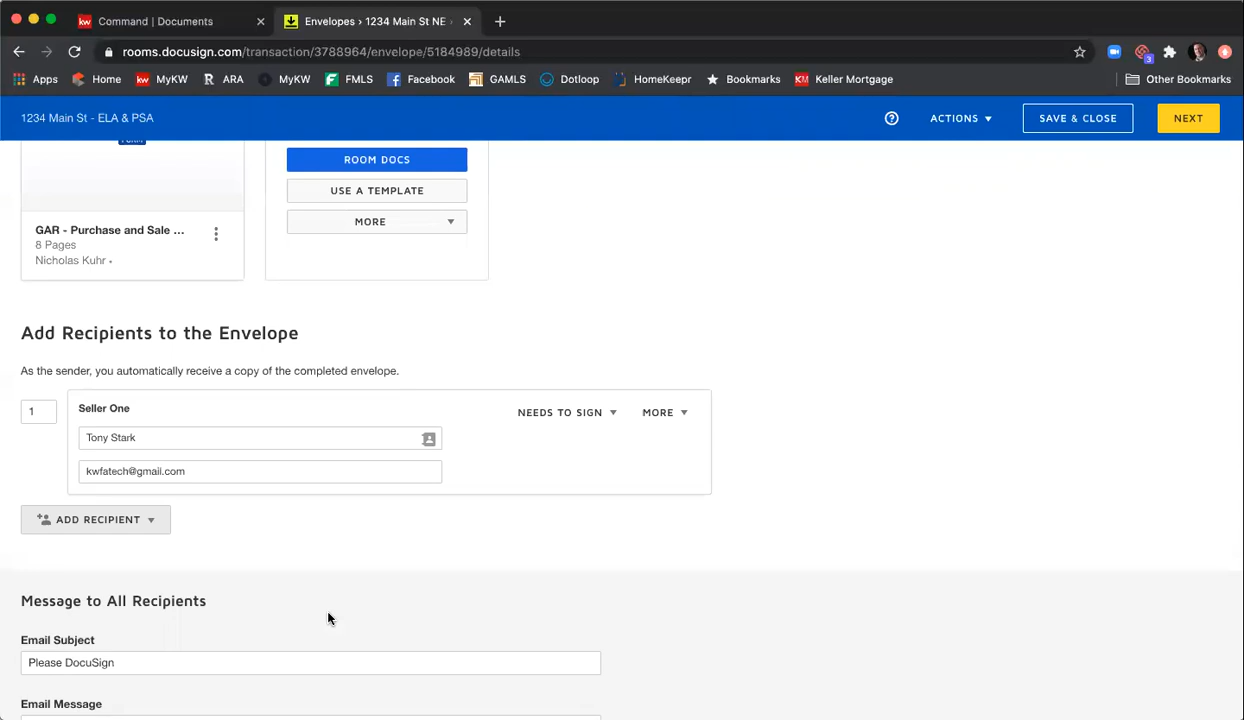 Command | Documents
Envelopes › 1234 Main St NE ‹
rooms.docusign.com/transaction/3788964/envelope/5184989/details
3
Apps
Home
kw
MyKW
R
ARA
MyKW
F
FMLS
f
Facebook
GAMLS
Dotloop
HomeKeepr
Bookmarks
KM
Keller Mortgage
Other Bookmarks
1234 Main St - ELA & PSA
?
ACTIONS
SAVE & CLOSE
NEXT
ROOM DOCS
USE A TEMPLATE
MORE
GAR - Purchase and Sale ...
8 Pages
Nicholas Kuhr •
Add Recipients to the Envelope
As the sender, you automatically receive a copy of the completed envelope.
1
Seller One
NEEDS TO SIGN
MORE
Tony Stark
kwfatech@gmail.com
ADD RECIPIENT
Message to All Recipients
Email Subject
Please DocuSign
Email Message